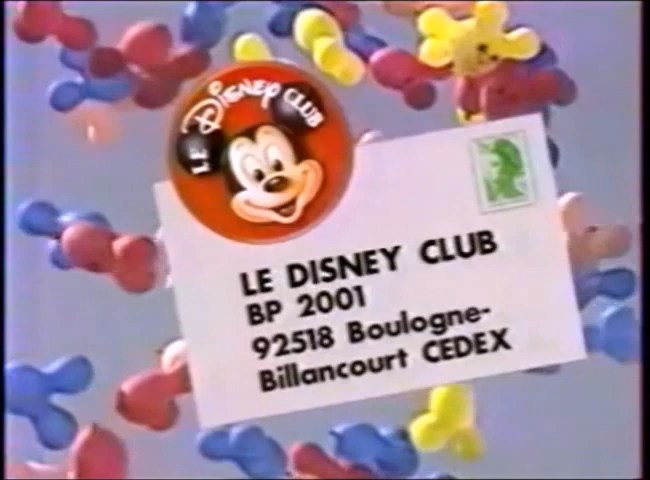 LE DISNEY CLUB
LE DISNEY CLUB
BP 2001
92518 Boulogne-
Billancourt CEDEX